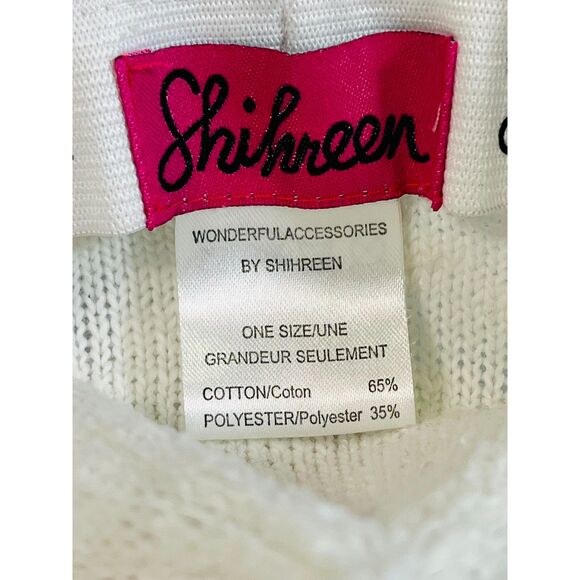 Shihreen
WONDERFULACCESSORIES
BY SHIHREEN
ONE SIZE/UNE
GRANDEUR SEULEMENT
COTTON/Coton 65%
POLYESTER/Polyester 35%